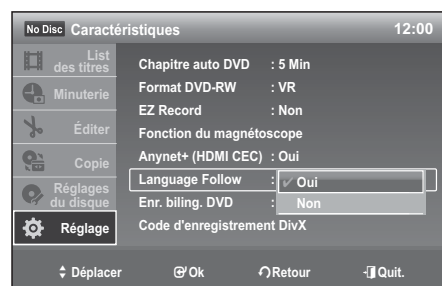 No Disc Caractéristiques 12:00
List
des titres
Minuterie
Éditer
Copie
Réglages
du disque
Réglage
Chapitre auto DVD : 5 Min
Format DVD-RW : VR
EZ Record : Non
Fonction du magnétoscope
Anynet+ (HDMI CEC) : Oui
Language Follow : ✓ Oui
Non
Enr. biling. DVD :
Code d'enregistrement DivX
Déplacer Ok Retour Quit.